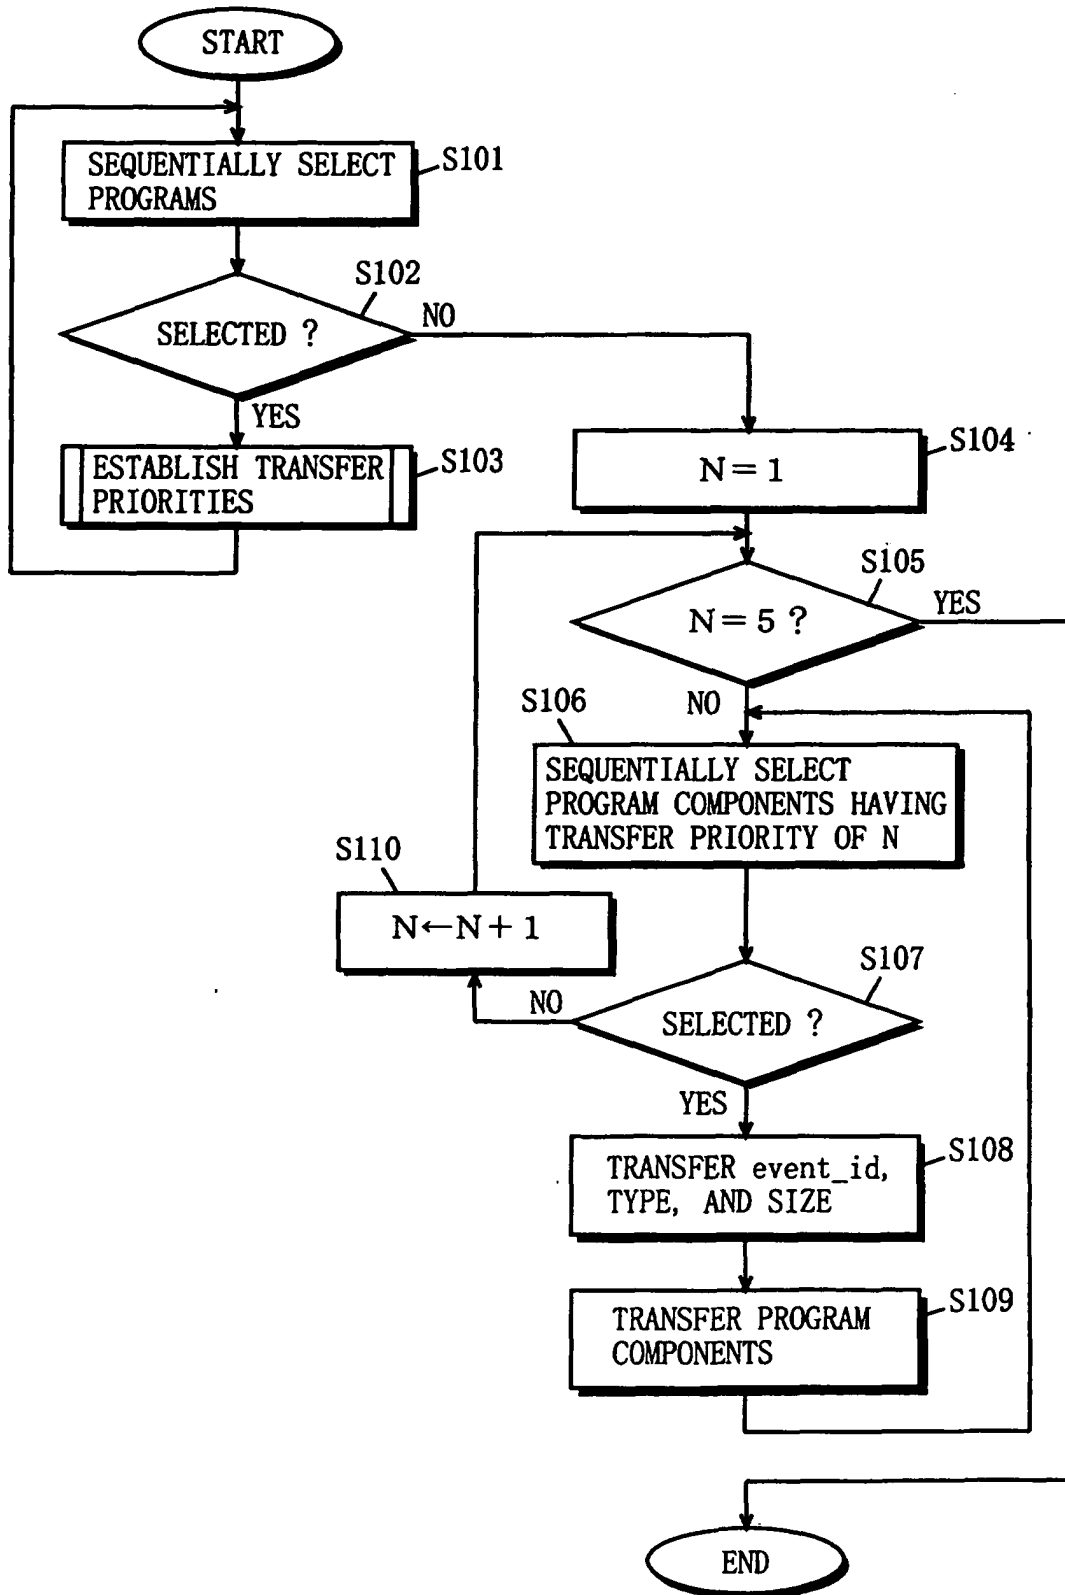 START
SEQUENTIALLY SELECT
PROGRAMS
S101
S102
SELECTED ?
NO
YES
ESTABLISH TRANSFER
PRIORITIES
S103
N=1
S104
S105
N=5 ?
YES
NO
S106
SEQUENTIALLY SELECT
PROGRAM COMPONENTS HAVING
TRANSFER PRIORITY OF N
S110
N←N+1
S107
NO
SELECTED ?
YES
TRANSFER event_id,
TYPE, AND SIZE
S108
TRANSFER PROGRAM
COMPONENTS
S109
END